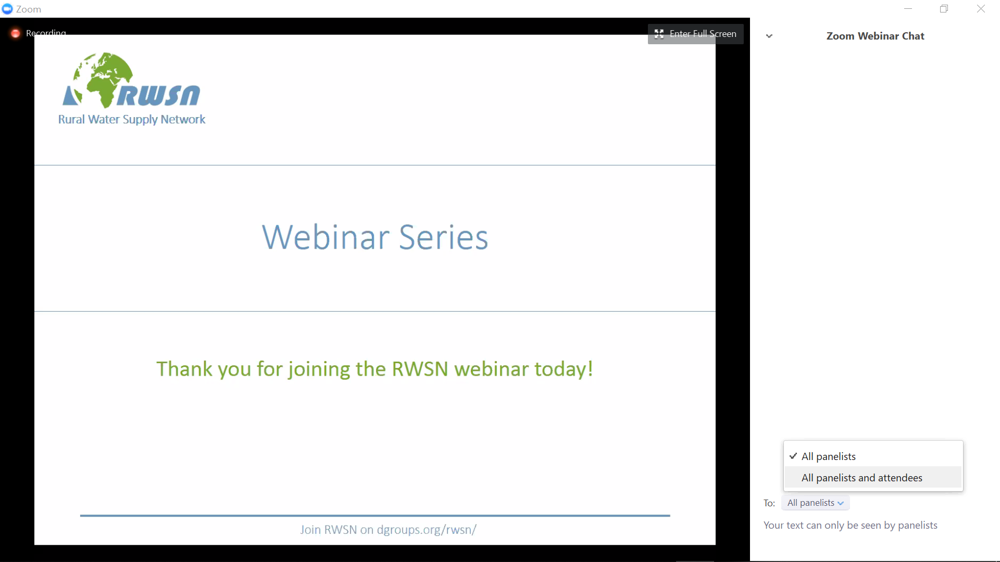 Zoom
Recording
Enter Full Screen
RWSN
Rural Water Supply Network
Webinar Series
Thank you for joining the RWSN webinar today!
Join RWSN on dgroups.org/rwsn/
Zoom Webinar Chat
All panelists
All panelists and attendees
To: All panelists
Your text can only be seen by panelists